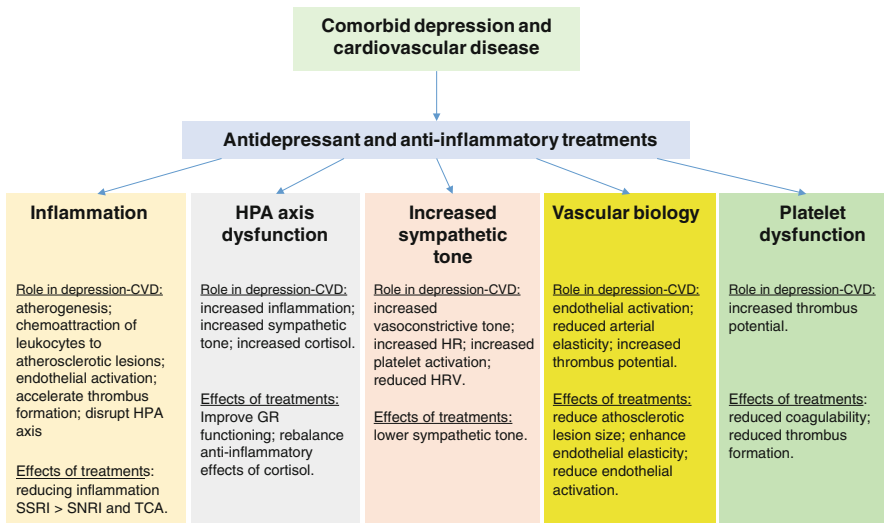 Comorbid depression and
cardiovascular disease
Antidepressant and anti-inflammatory treatments
Inflammation
Role in depression-CVD:
atherogenesis;
chemoattraction of
leukocytes to
atherosclerotic lesions;
endothelial activation;
accelerate thrombus
formation; disrupt HPA
axis
Effects of treatments:
reducing inflammation
SSRI > SNRI and TCA.
HPA axis
dysfunction
Role in depression-CVD:
increased inflammation;
increased sympathetic
tone; increased cortisol.
Effects of treatments:
Improve GR
functioning; rebalance
anti-inflammatory
effects of cortisol.
Increased
sympathetic
tone
Role in depression-CVD:
increased
vasoconstrictive tone;
increased HR; increased
platelet activation;
reduced HRV.
Effects of treatments:
lower sympathetic tone.
Vascular biology
Role in depression-CVD:
endothelial activation;
reduced arterial
elasticity; increased
thrombus potential.
Effects of treatments:
reduce athosclerotic
lesion size; enhance
endothelial elasticity;
reduce endothelial
activation.
Platelet
dysfunction
Role in depression-CVD:
increased thrombus
potential.
Effects of treatments:
reduced coagulability;
reduced thrombus
formation.